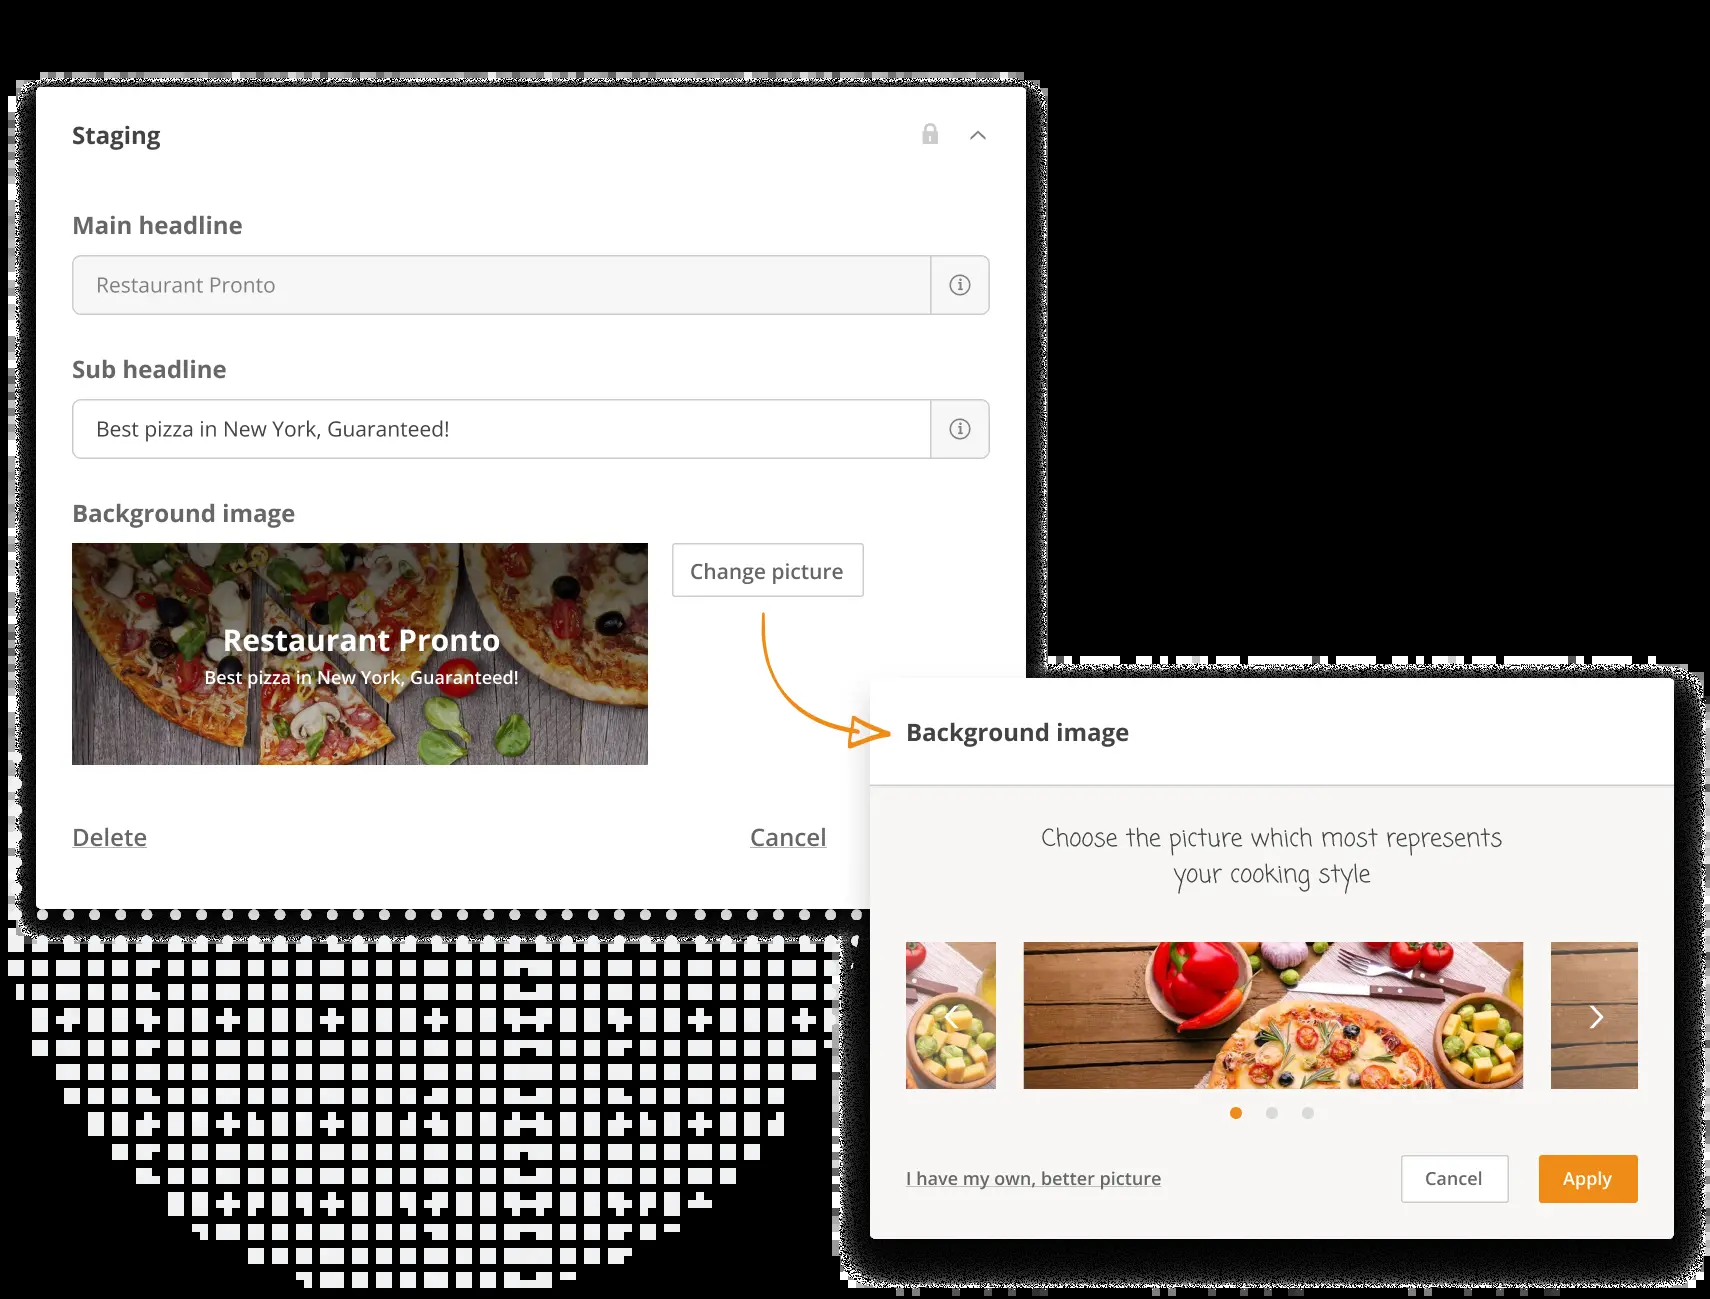 Staging
Main headline
Restaurant Pronto
Sub headline
Best pizza in New York, Guaranteed!
Background image
Restaurant Pronto
Best pizza in New York, Guaranteed!
Change picture
Delete
Cancel
Background image
Choose the picture which most represents
your cooking style
I have my own, better picture
Cancel
Apply